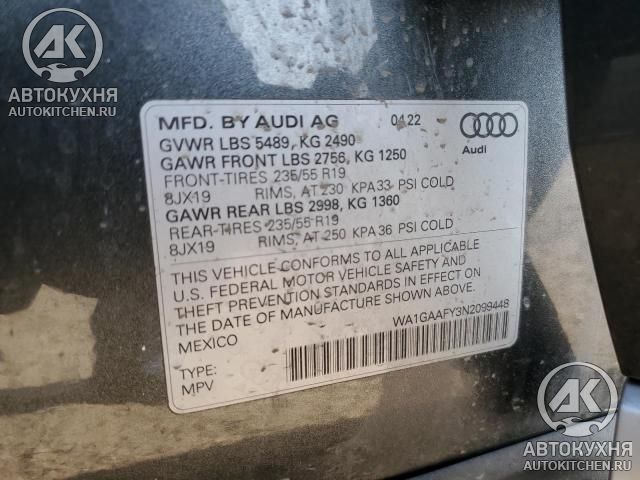 AK
АВТОКУХНЯ
AUTOKITCHEN.RU
MFD. BY AUDI AG 04.22
GVWR LBS 5489, KG 2490
GAWR FRONT LBS 2756, KG 1250
FRONT-TIRES 235/55 R19
8JX19 RIMS, AT 230 KPA 33 PSI COLD
GAWR REAR LBS 2998, KG 1360
REAR-TIRES 235/55 R19
8JX19 RIMS, AT 250 KPA 36 PSI COLD
Audi
THIS VEHICLE CONFORMS TO ALL APPLICABLE
U.S. FEDERAL MOTOR VEHICLE SAFETY AND
THEFT PREVENTION STANDARDS IN EFFECT ON
THE DATE OF MANUFACTURE SHOWN ABOVE.
MEXICO
WA1GAAFY3N2099448
TYPE:
MPV
AK
АВТОКУХНЯ
AUTOKITCHEN.RU